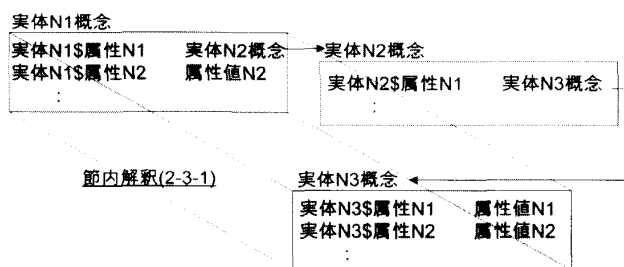 実体N1概念
実体N1$属性N1 実体N2概念
実体N1$属性N2 属性値N2
:
実体N2概念
実体N2$属性N1 実体N3概念
:
節内解釈(2-3-1)
実体N3概念
実体N3$属性N1 属性値N1
実体N3$属性N2 属性値N2
: